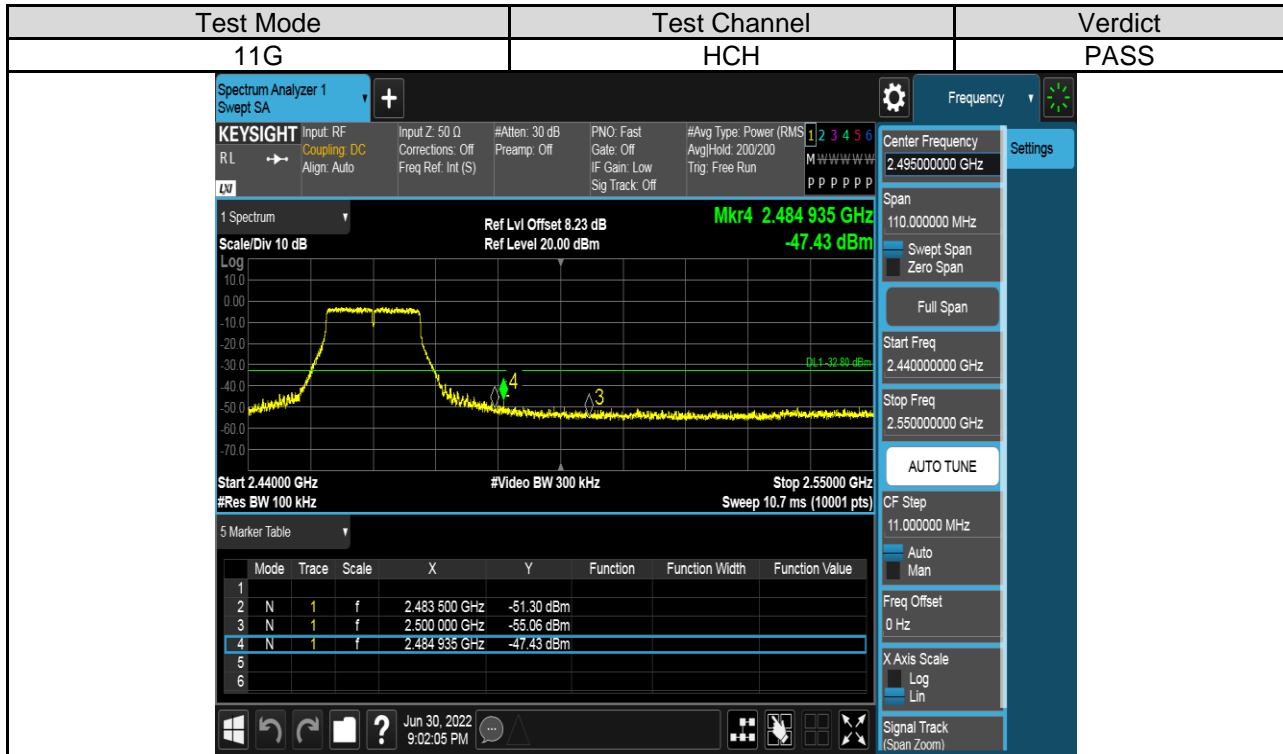 Test Mode Test Channel Verdict
11G HCH PASS
Spectrum Analyzer 1
Swept SA
+
Frequency
KEYSIGHT Input: RF Input Z: 50 Ω #Atten: 30 dB PNO: Fast #Avg Type: Power (RMS 1 2 3 4 5 6
RL Coupling: DC Corrections: Off Preamp: Off Gate: Off Avg|Hold: 200/200
Align: Auto Freq Ref: Int (S) IF Gain: Low Trig: Free Run M W W W W W
LXI Sig Track: Off P P P P P P
1 Spectrum
Ref Lvl Offset 8.23 dB Mkr4 2.484 935 GHz
Scale/Div 10 dB Ref Level 20.00 dBm -47.43 dBm
Log
10.0
0.00
-10.0
-20.0
-30.0 DL1 -32.80 dBm
-40.0
4
-50.0
3
-60.0
-70.0
Start 2.44000 GHz #Video BW 300 kHz Stop 2.55000 GHz
#Res BW 100 kHz Sweep 10.7 ms (10001 pts)
5 Marker Table
Mode Trace Scale X Y Function Function Width Function Value
1
2 N 1 f 2.483 500 GHz -51.30 dBm
3 N 1 f 2.500 000 GHz -55.06 dBm
4 N 1 f 2.484 935 GHz -47.43 dBm
5
6
?
Jun 30, 2022
9:02:05 PM
Center Frequency
2.495000000 GHz
Settings
Span
110.000000 MHz
Swept Span
Zero Span
Full Span
Start Freq
2.440000000 GHz
Stop Freq
2.550000000 GHz
AUTO TUNE
CF Step
11.000000 MHz
Auto
Man
Freq Offset
0 Hz
X Axis Scale
Log
Lin
Signal Track
(Span Zoom)